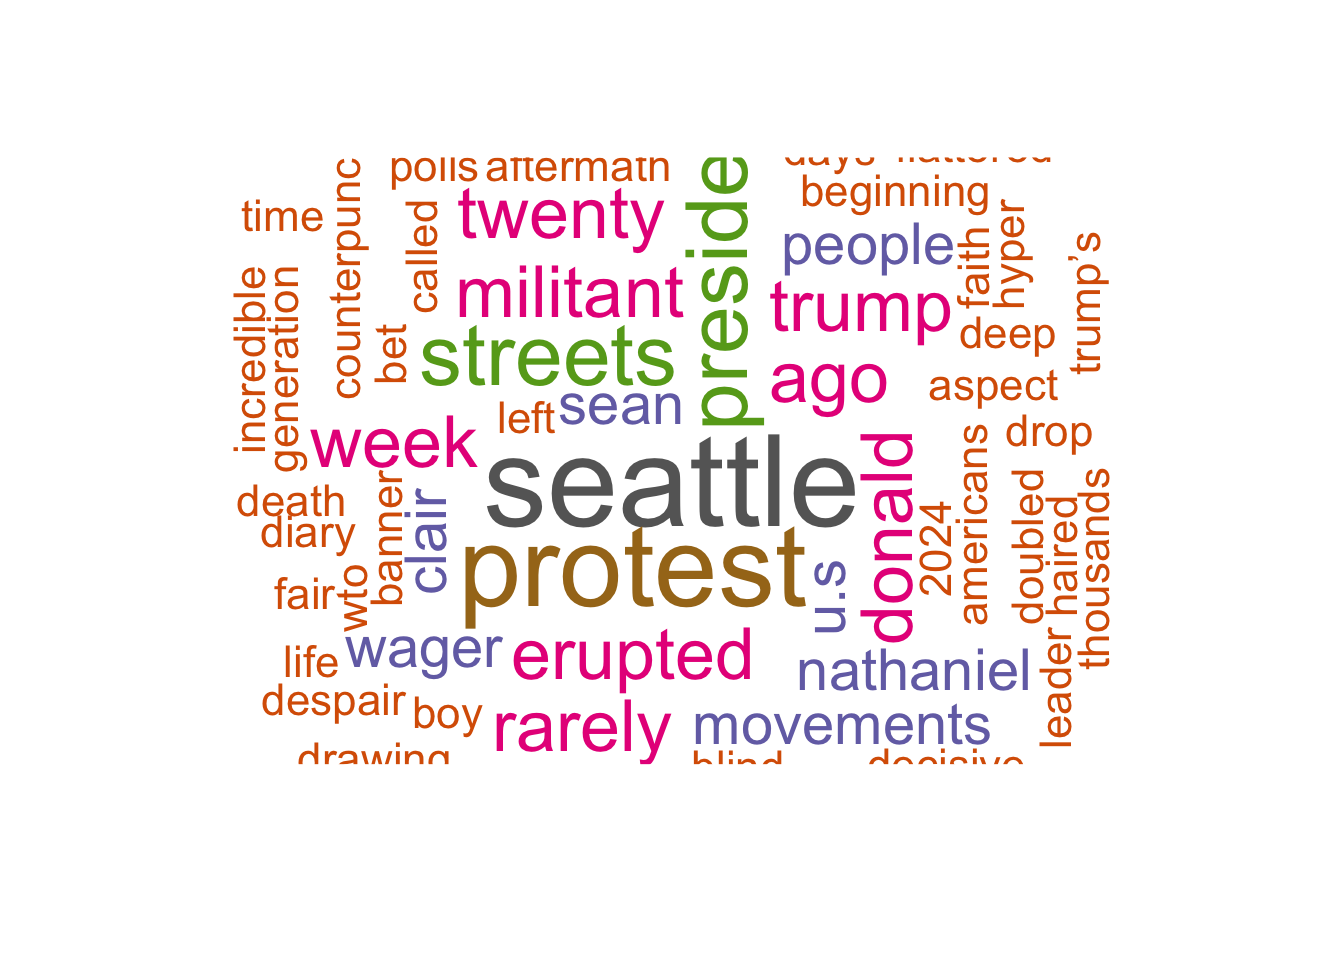 polls
aftermath
days
flattered
beginning
time
twenty
preside
called
counterpunc
people
faith
hyper
trump’s
incredible
generation
militant
trump
bet
streets
deep
ago
aspect
left
sean
week
drop
seattle
donald
americans
death
diary
banner
clair
2024
doubled
haired
thousands
protest
fair
wto
u.s
life
wager
erupted
nathaniel
leader
despair
boy
rarely
movements
drawing
blind
decisive